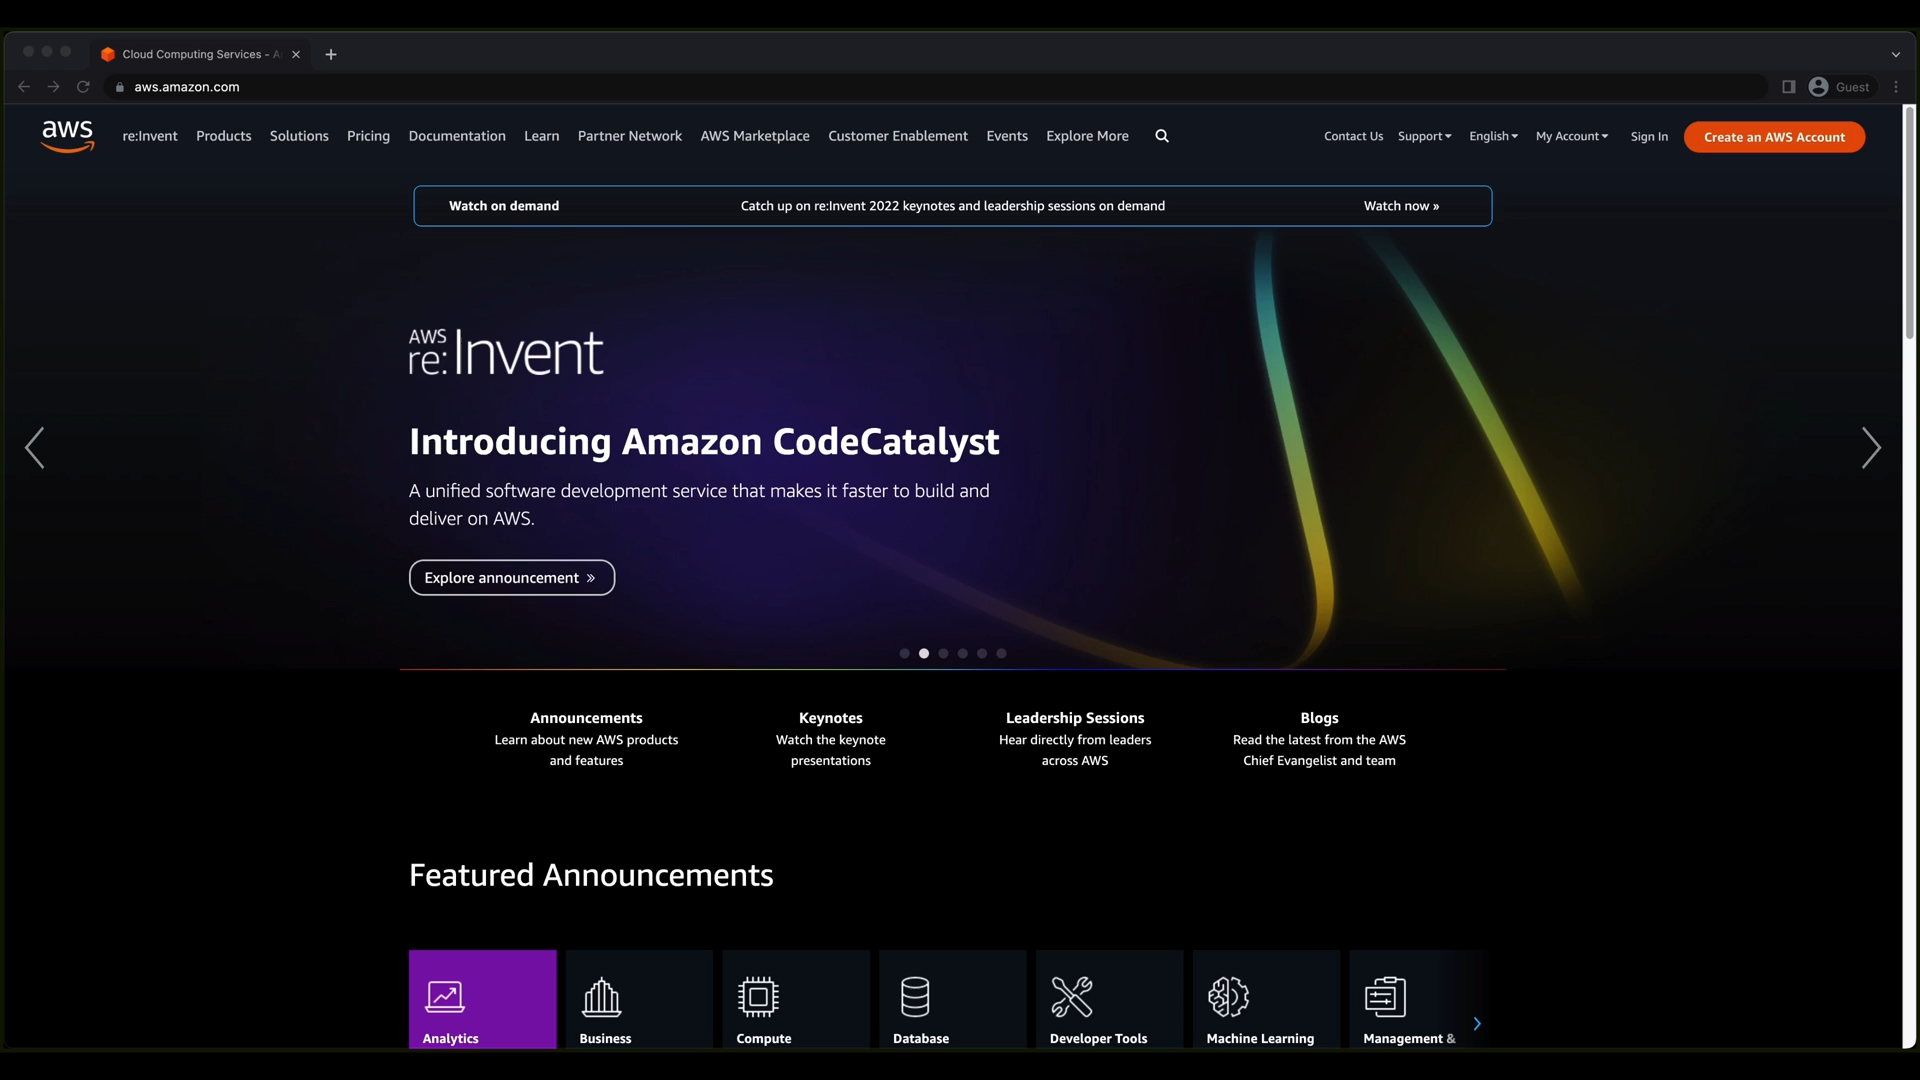 Cloud Computing Services - A
aws.amazon.com
Guest
aws
re:Invent
Products
Solutions
Pricing
Documentation
Learn
Partner Network
AWS Marketplace
Customer Enablement
Events
Explore More
Contact Us
Support
English
My Account
Sign In
Create an AWS Account
Watch on demand
Catch up on re:Invent 2022 keynotes and leadership sessions on demand
Watch now »
AWS
re:Invent
Introducing Amazon CodeCatalyst
A unified software development service that makes it faster to build and
deliver on AWS.
Explore announcement »
Announcements
Learn about new AWS products
and features
Keynotes
Watch the keynote
presentations
Leadership Sessions
Hear directly from leaders
across AWS
Blogs
Read the latest from the AWS
Chief Evangelist and team
Featured Announcements
Analytics
Business
Compute
Database
Developer Tools
Machine Learning
Management &